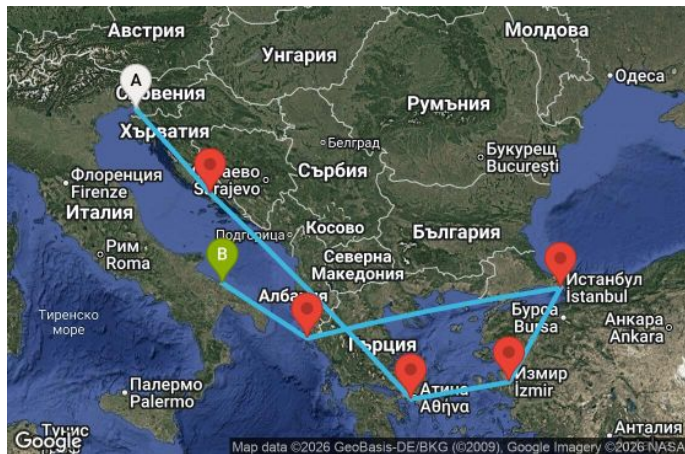 Австрия
Молдова
Унгария
Одеса
A
Словения
Румъния
Хърватия
Белград
Букурещ
București
Флоренция
Firenze
Сараево
Sarajevo
Сърбия
Италия
Рим
Roma
Подгорица
Косово
България
B
Северна
Македония
Албания
Истанбул
İstanbul
Тиренско
море
Бурса
Bursa
Анкара
Ankara
Гърция
Палермо
Palermo
Атина
Αθήνα
Измир
İzmir
Тунис
Анталия
Google
Map data ©2026 GeoBasis-DE/BKG (©2009), Google Imagery ©2026 NASA